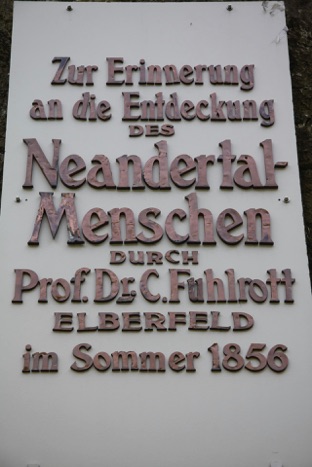 Zur Erinnerung
an die Entdeckung
DES
Neandertal-
Menschen
DURCH
Prof. Dr. C. Fuhlrott
ELBERFELD
im Sommer 1856